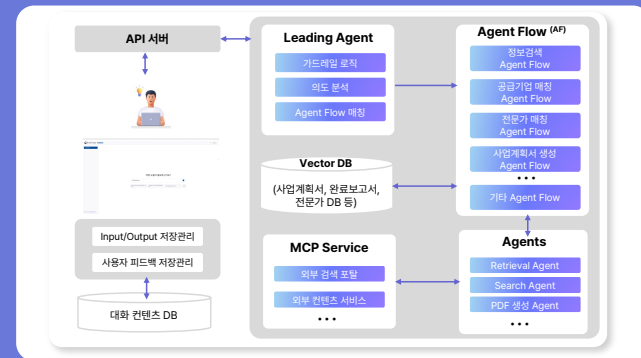 API 서버
Input/Output 저장관리
사용자 피드백 저장관리
대화 컨텐츠 DB
Leading Agent
가드레일 로직
의도 분석
Agent Flow 매칭
Vector DB
(사업계획서, 완료보고서,
전문가 DB 등)
MCP Service
외부 검색 포탈
외부 컨텐츠 서비스
•••
Agent Flow (AF)
정보검색
Agent Flow
공급기업 매칭
Agent Flow
전문가 매칭
Agent Flow
사업계획서 생성
Agent Flow
•••
기타 Agent Flow
Agents
Retrieval Agent
Search Agent
PDF 생성 Agent
•••